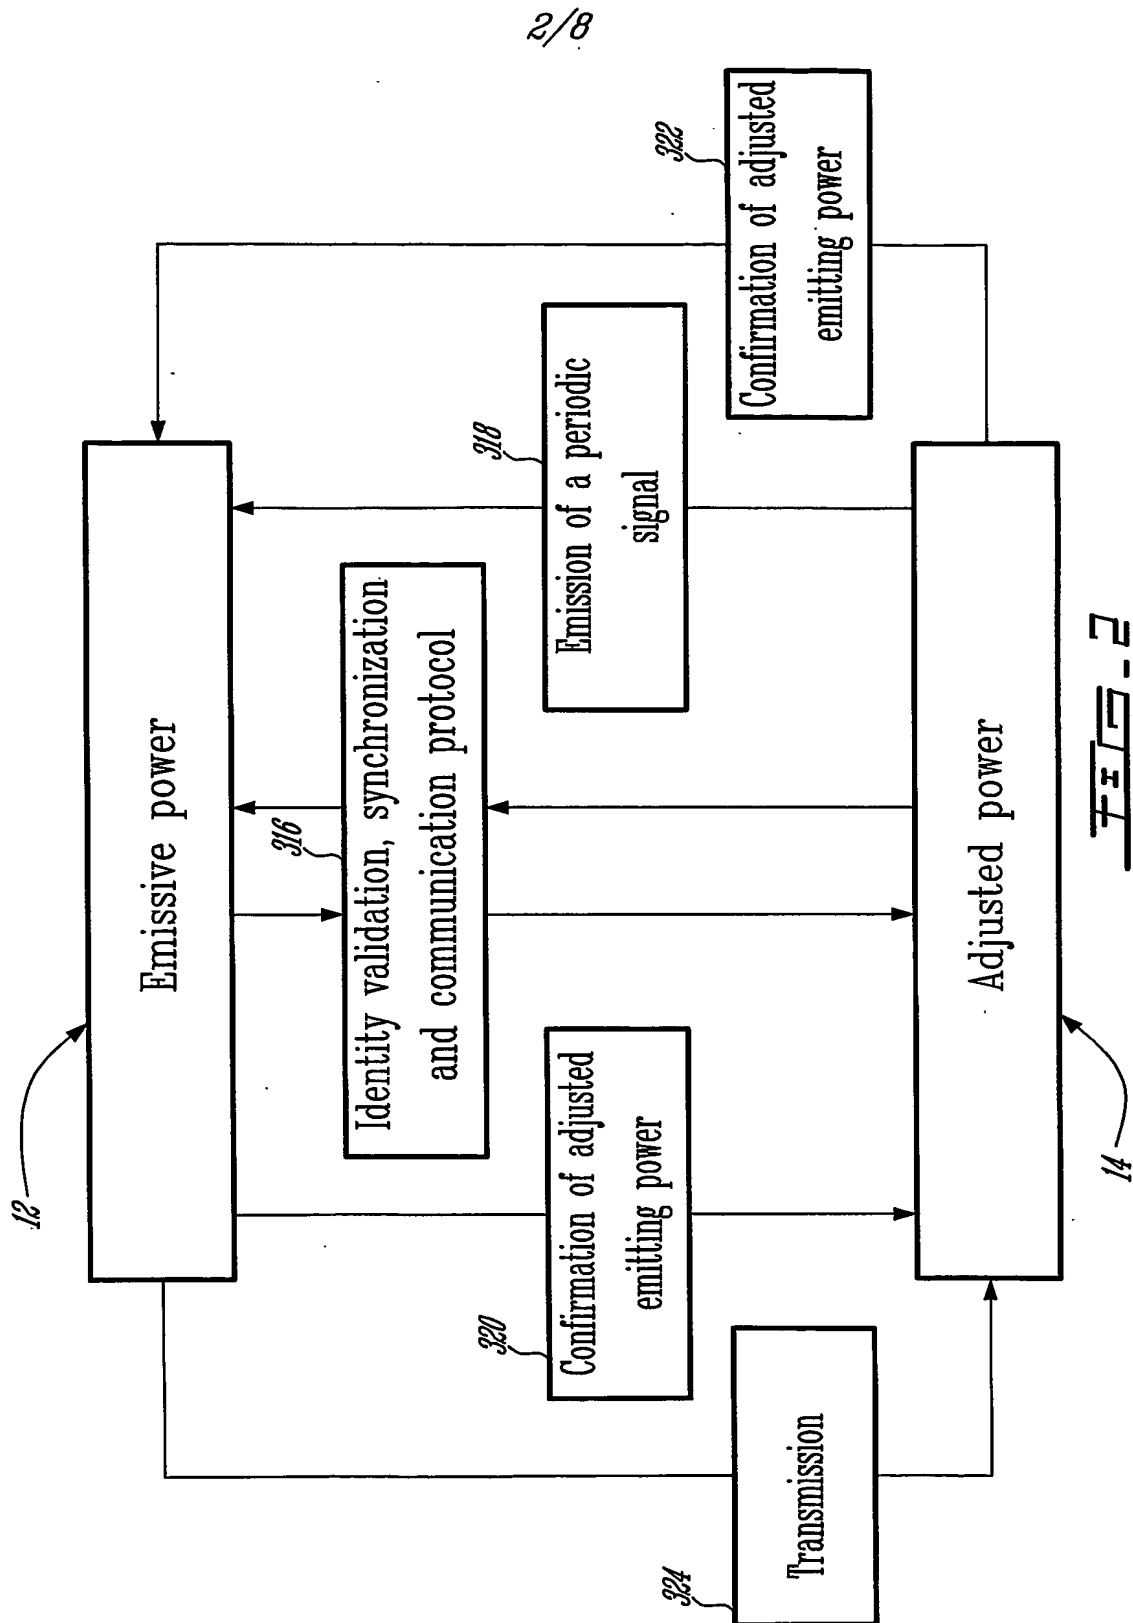 2/8
12
Emissive power
316
Identity validation, synchronization
and communication protocol
318
Emission of a periodic
signal
320
Confirmation of adjusted
emitting power
322
Confirmation of adjusted
emitting power
324
Transmission
Adjusted power
14
FIG-2